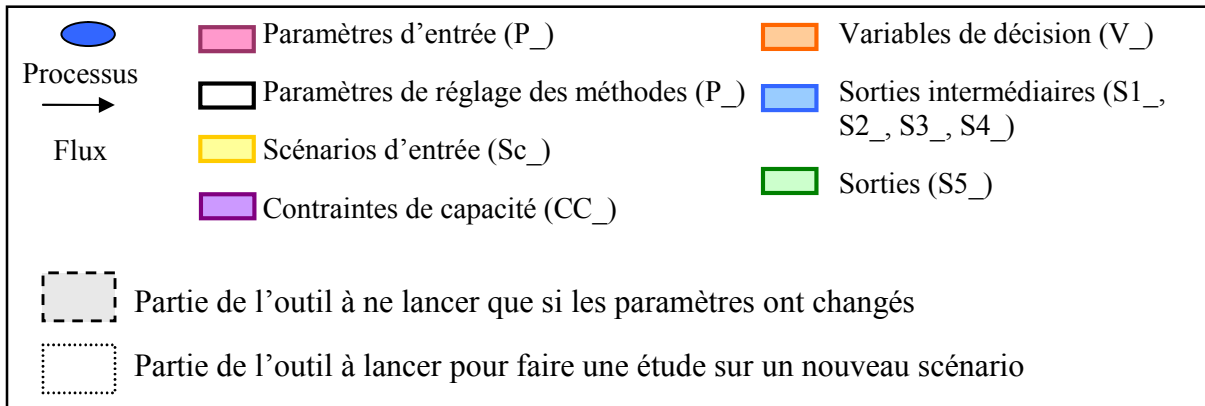 Processus
Flux
Paramètres d'entrée (P_)
Paramètres de réglage des méthodes (P_)
Scénarios d'entrée (Sc_)
Contraintes de capacité (CC_)
Variables de décision (V_)
Sorties intermédiaires (S1_,
S2_, S3_, S4_)
Sorties (S5_)
Partie de l'outil à ne lancer que si les paramètres ont changés
Partie de l'outil à lancer pour faire une étude sur un nouveau scénario